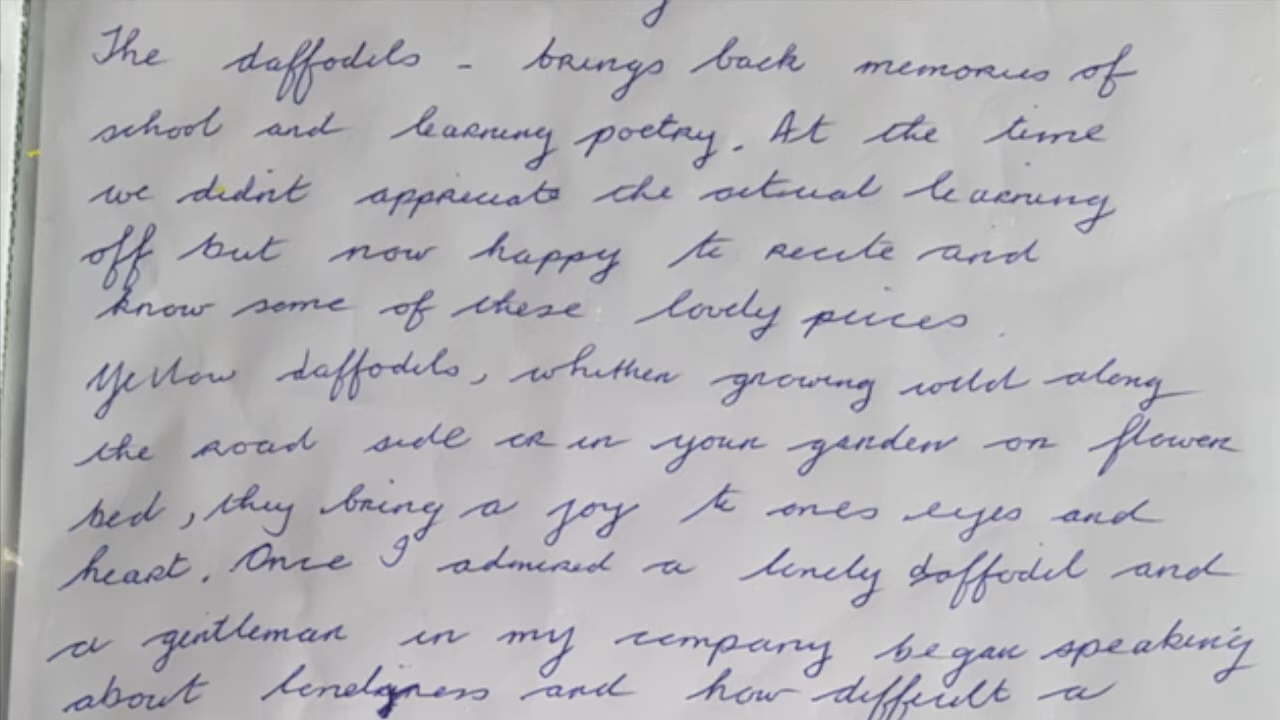 The daffodils - brings back memories of
school and learning poetry. At the time
we didn't appreciate the actual learning
off but now happy to recite and
know some of these lovely pieces.
Yellow daffodils, whether growing wild along
the road side or in your garden or flower
bed, they bring a joy to ones eyes and
heart. Once I admired a lonely daffodil and
a gentleman in my company began speaking
about loneliness and how difficult a